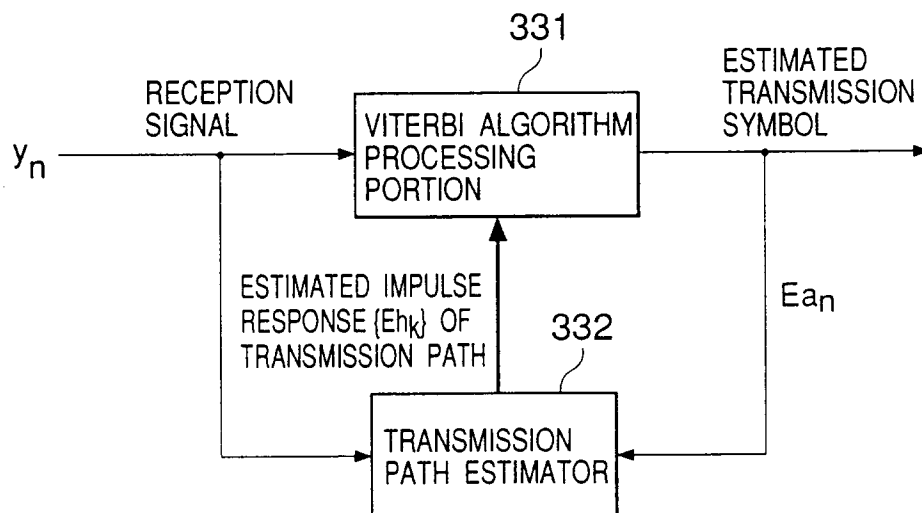 331
RECEPTION
SIGNAL
ESTIMATED
TRANSMISSION
SYMBOL
VITERBI ALGORITHM
PROCESSING
PORTION
yn
ESTIMATED IMPULSE
RESPONSE {Ehk} OF
TRANSMISSION PATH
Ean
332
TRANSMISSION
PATH ESTIMATOR